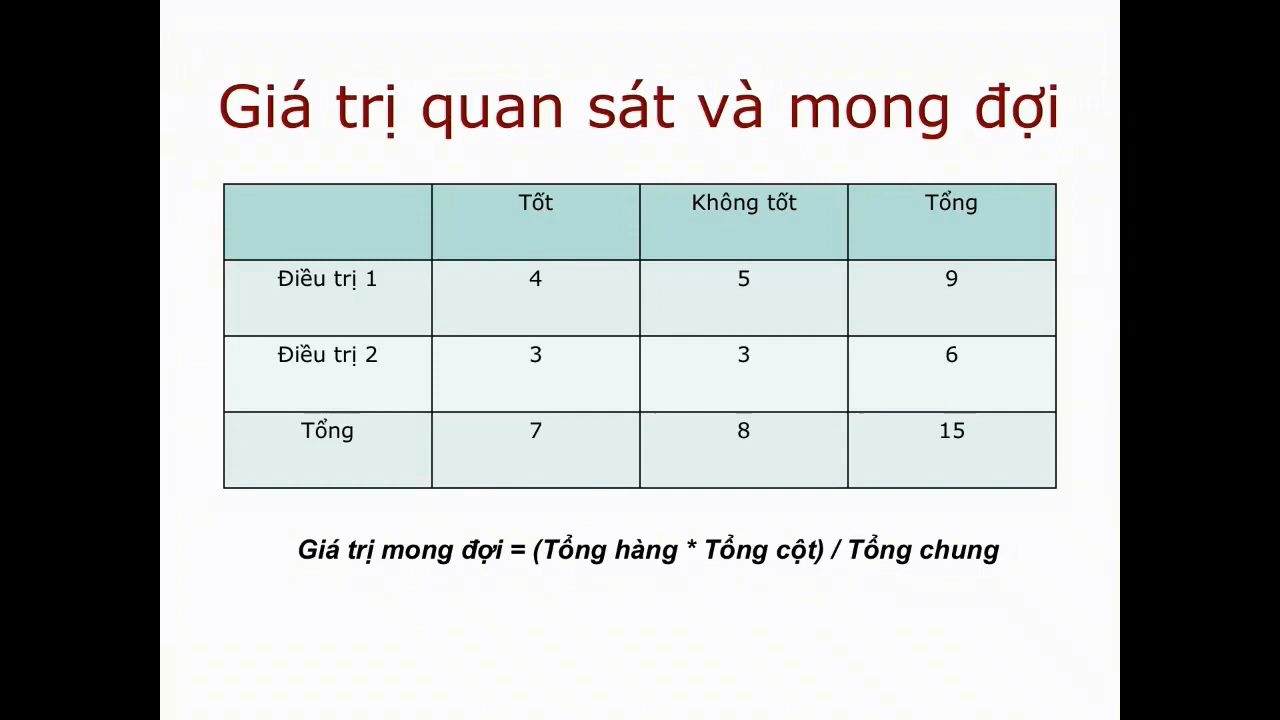 Giá trị quan sát và mong đợi
Tốt Không tốt Tổng
Điều trị 1 4 5 9
Điều trị 2 3 3 6
Tổng 7 8 15
Giá trị mong đợi = (Tổng hàng * Tổng cột) / Tổng chung